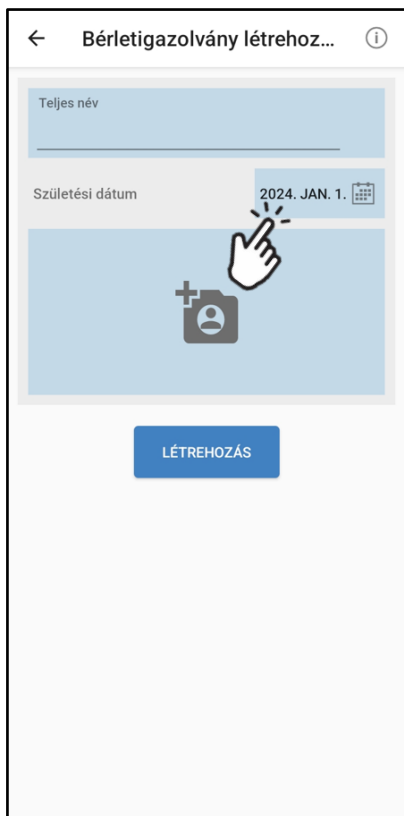 Bérletigazolvány létrehoz...
Teljes név
Születési dátum
2024. JAN. 1.
LÉTREHOZÁS